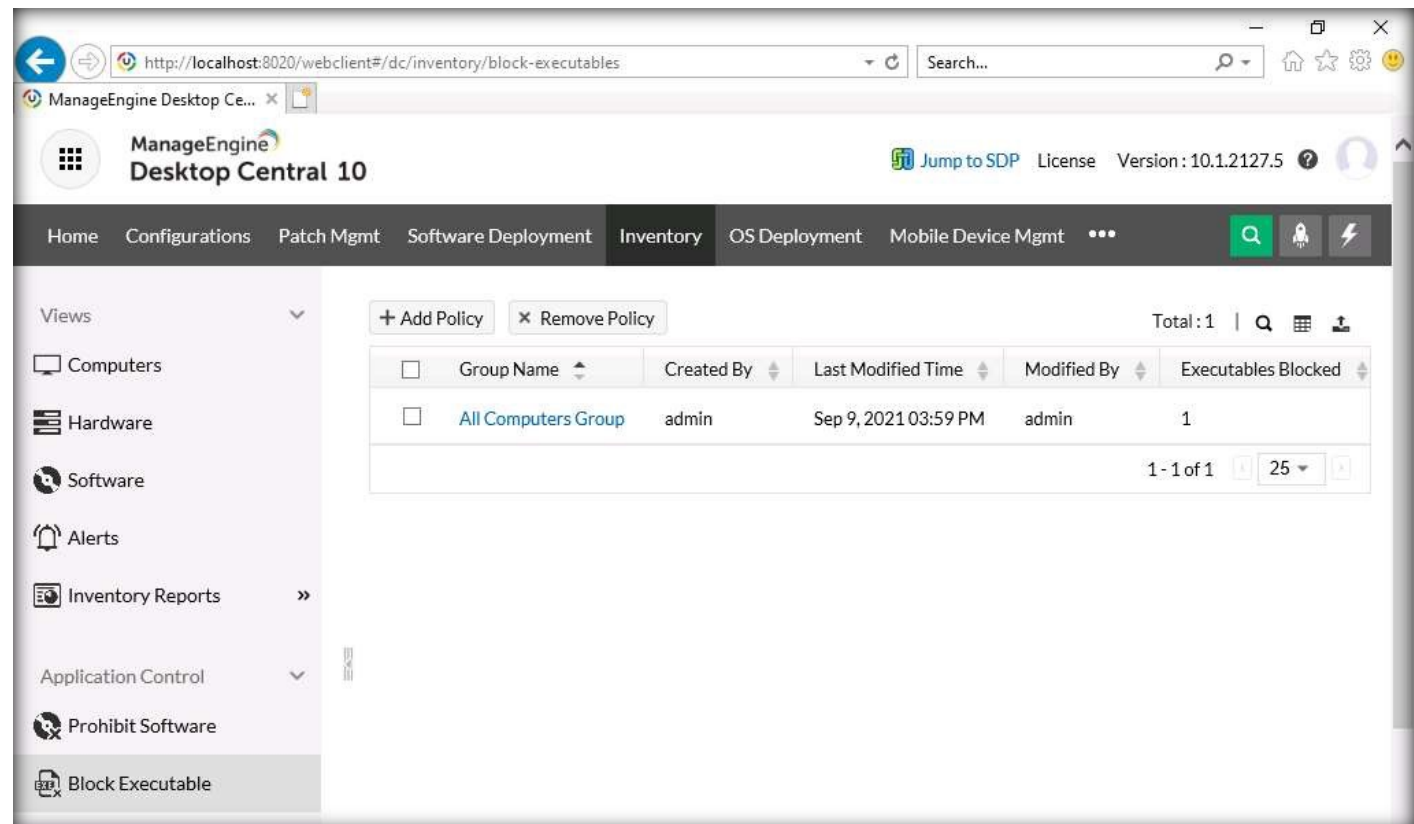 http://localhost:8020/webclient#/dc/inventory/block-executables
Search...
ManageEngine Desktop Ce...
ManageEngine
Desktop Central 10
Jump to SDP License Version : 10.1.2127.5
Home Configurations Patch Mgmt Software Deployment Inventory OS Deployment Mobile Device Mgmt •••
Views
Computers
Hardware
Software
Alerts
Inventory Reports
Application Control
Prohibit Software
EXE
Block Executable
+ Add Policy × Remove Policy
Total : 1 |
Group Name Created By Last Modified Time Modified By Executables Blocked
All Computers Group admin Sep 9, 2021 03:59 PM admin 1
1 - 1 of 1 25